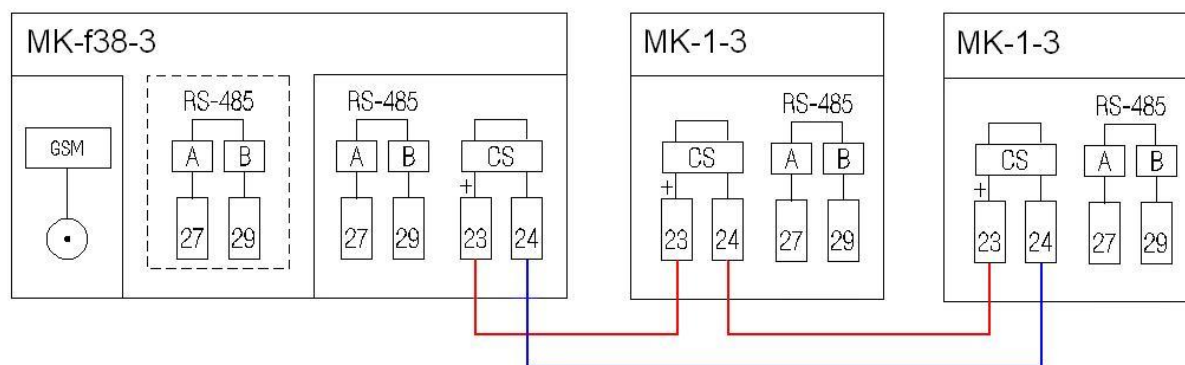 MK-f38-3
GSM
RS-485
A B
27 29
RS-485
A B
27 29
CS
+
23 24
MK-1-3
CS
+
23 24
RS-485
A B
27 29
MK-1-3
CS
+
23 24
RS-485
A B
27 29